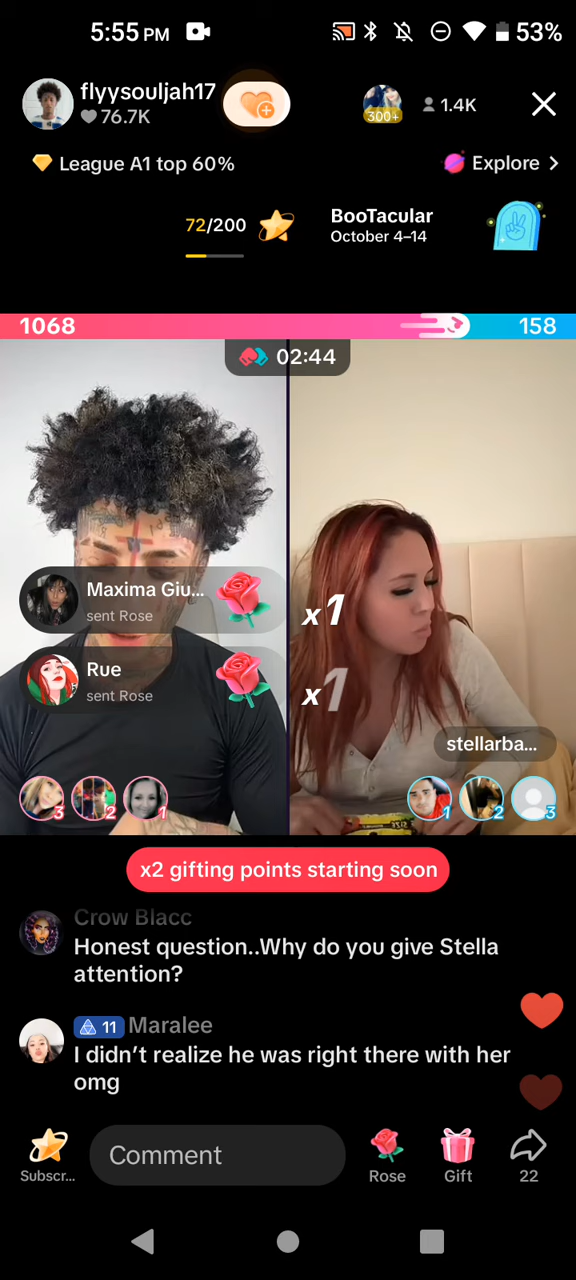 5:55 PM
53%
flyysouljah17
76.7K
300+
1.4K
League A1 top 60%
Explore >
72/200
BooTacular
October 4–14
1068
158
02:44
Maxima Giu...
sent Rose
x1
Rue
sent Rose
x1
stellarba...
3
2
1
1
2
3
x2 gifting points starting soon
Crow Blacc
Honest question..Why do you give Stella
attention?
11 Maralee
I didn’t realize he was right there with her
omg
Subscr...
Comment
Rose
Gift
22